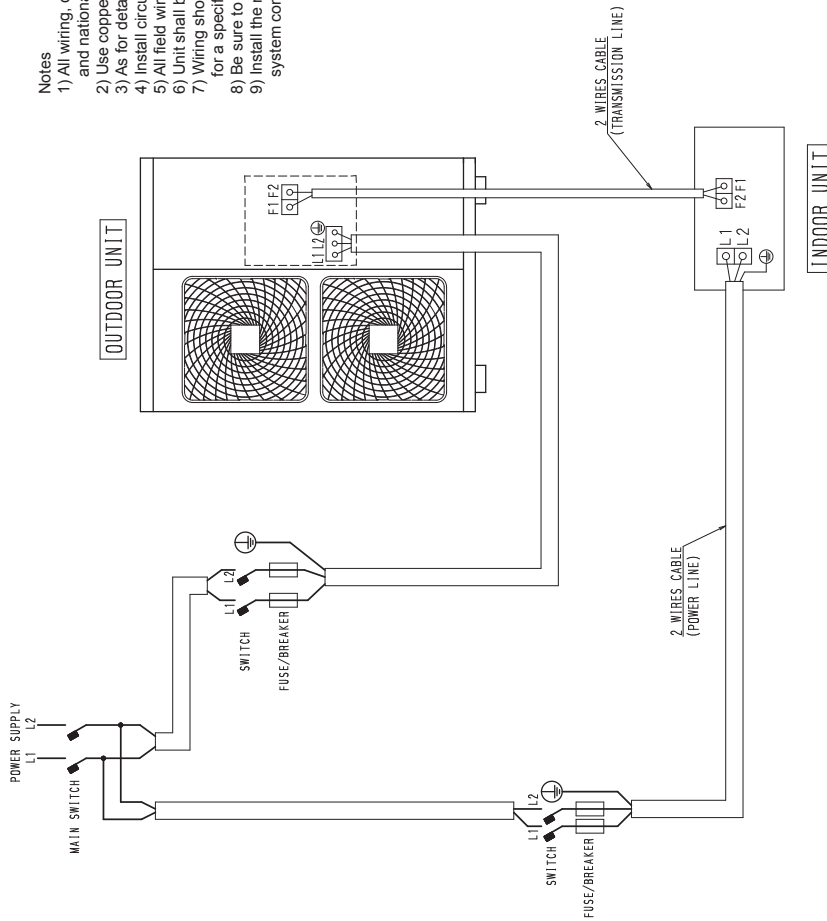 Notes
1) All wiring,
and nationa
2) Use coppe
3) As for detai
4) Install circu
5) All field wiri
6) Unit shall b
7) Wiring sho
for a specif
8) Be sure to
9) Install the r
system con
OUTDOOR UNIT
F1 F2
L1 L2
2 WIRES CABLE
(TRANSMISSION LINE)
F2 F1
L1
L2
INDOOR UNIT
POWER SUPPLY
L1 L2
MAIN SWITCH
L1 L2
SWITCH
FUSE/BREAKER
2 WIRES CABLE
(POWER LINE)
L1 L2
SWITCH
FUSE/BREAKER